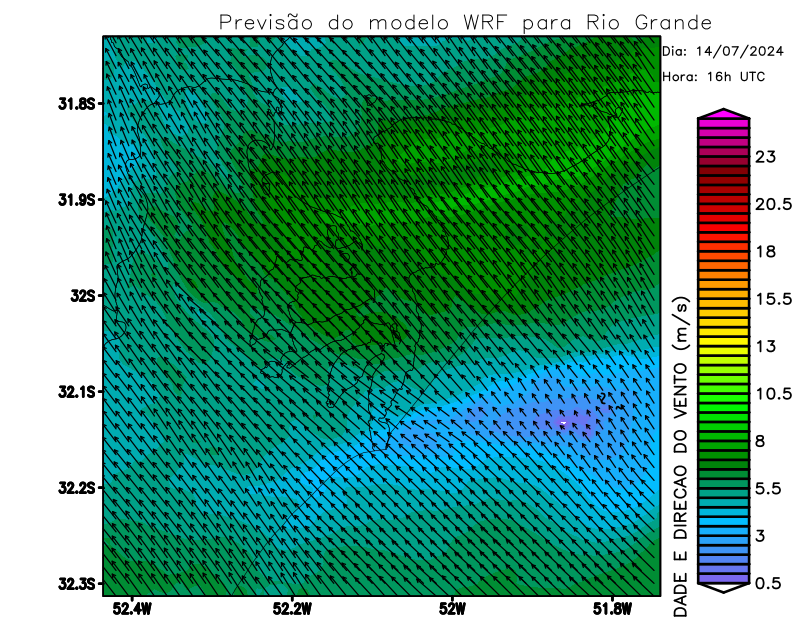 Previsão do modelo WRF para Rio Grande
Dia: 14/07/2024
Hora: 16h UTC
31.8S
31.9S
32S
32.1S
32.2S
32.3S
52.4W
52.2W
52W
51.8W
DADE E DIRECAO DO VENTO (m/s)
23
20.5
18
15.5
13
10.5
8
5.5
3
0.5